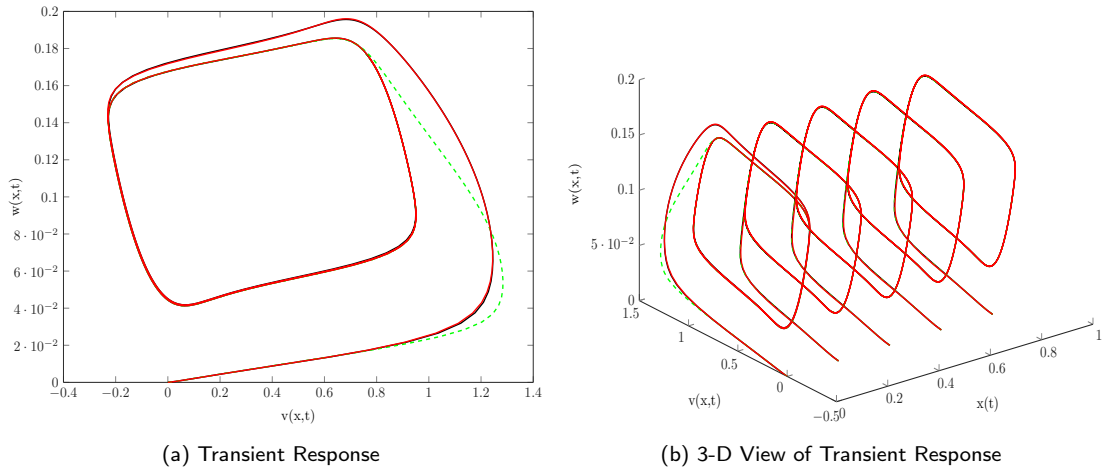 0.2
0.18
0.16
0.14
0.12
0.1
8 · 10⁻²
6 · 10⁻²
4 · 10⁻²
2 · 10⁻²
0
w(x,t)
−0.4
−0.2
0
0.2
0.4
0.6
0.8
1
1.2
1.4
v(x,t)
(a) Transient Response
0.2
0.15
0.1
5 · 10⁻²
0
w(x,t)
1.5
1
0.5
0
−0.5
v(x,t)
0
0.2
0.4
0.6
0.8
1
x(t)
(b) 3-D View of Transient Response